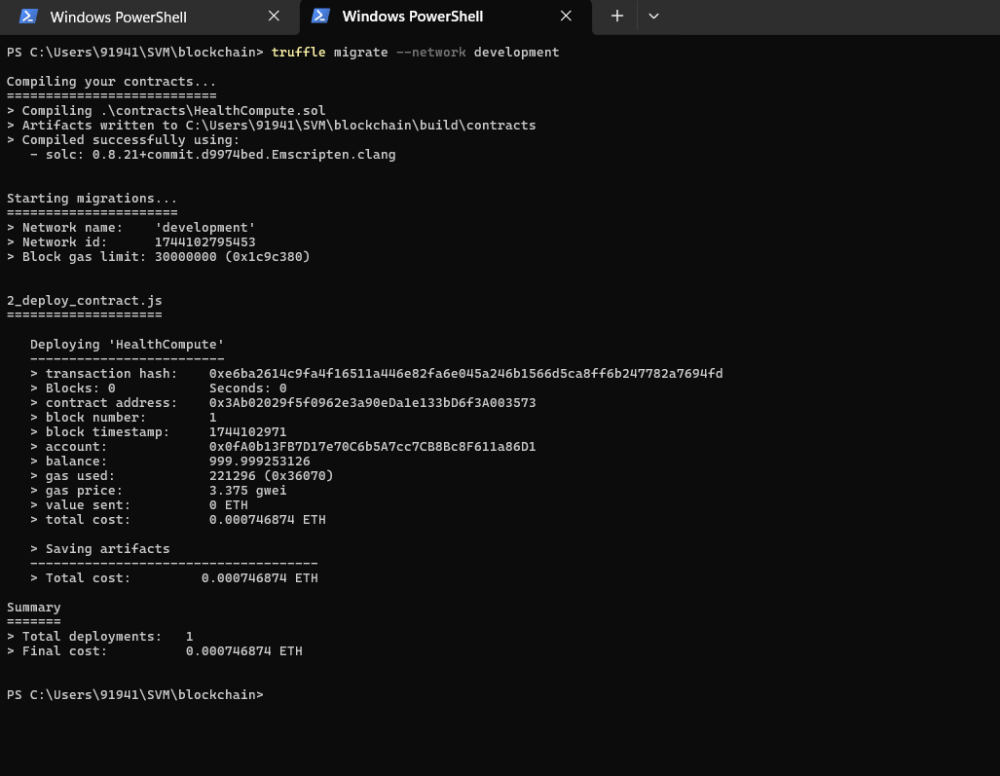 Windows PowerShell
Windows PowerShell
PS C:\Users\91941\SVM\blockchain> truffle migrate --network development
Compiling your contracts...
===========================
> Compiling .\contracts\HealthCompute.sol
> Artifacts written to C:\Users\91941\SVM\blockchain\build\contracts
> Compiled successfully using:
   - solc: 0.8.21+commit.d9974bed.Emscripten.clang
Starting migrations...
======================
> Network name:    'development'
> Network id:      1744102795453
> Block gas limit: 30000000 (0x1c9c380)
2_deploy_contract.js
====================
   Deploying 'HealthCompute'
   -------------------------
   > transaction hash:    0xe6ba2614c9fa4f16511a446e82fa6e045a246b1566d5ca8ff6b247782a7694fd
   > Blocks: 0            Seconds: 0
   > contract address:    0x3Ab02029f5f0962e3a90eDa1e133bD6f3A003573
   > block number:        1
   > block timestamp:     1744102971
   > account:             0x0fA0b13FB7D17e70C6b5A7cc7CB8Bc8F611a86D1
   > balance:             999.999253126
   > gas used:            221296 (0x36070)
   > gas price:           3.375 gwei
   > value sent:          0 ETH
   > total cost:          0.000746874 ETH
   > Saving artifacts
   -------------------------------------
   > Total cost:         0.000746874 ETH
Summary
=======
> Total deployments:   1
> Final cost:          0.000746874 ETH
PS C:\Users\91941\SVM\blockchain>